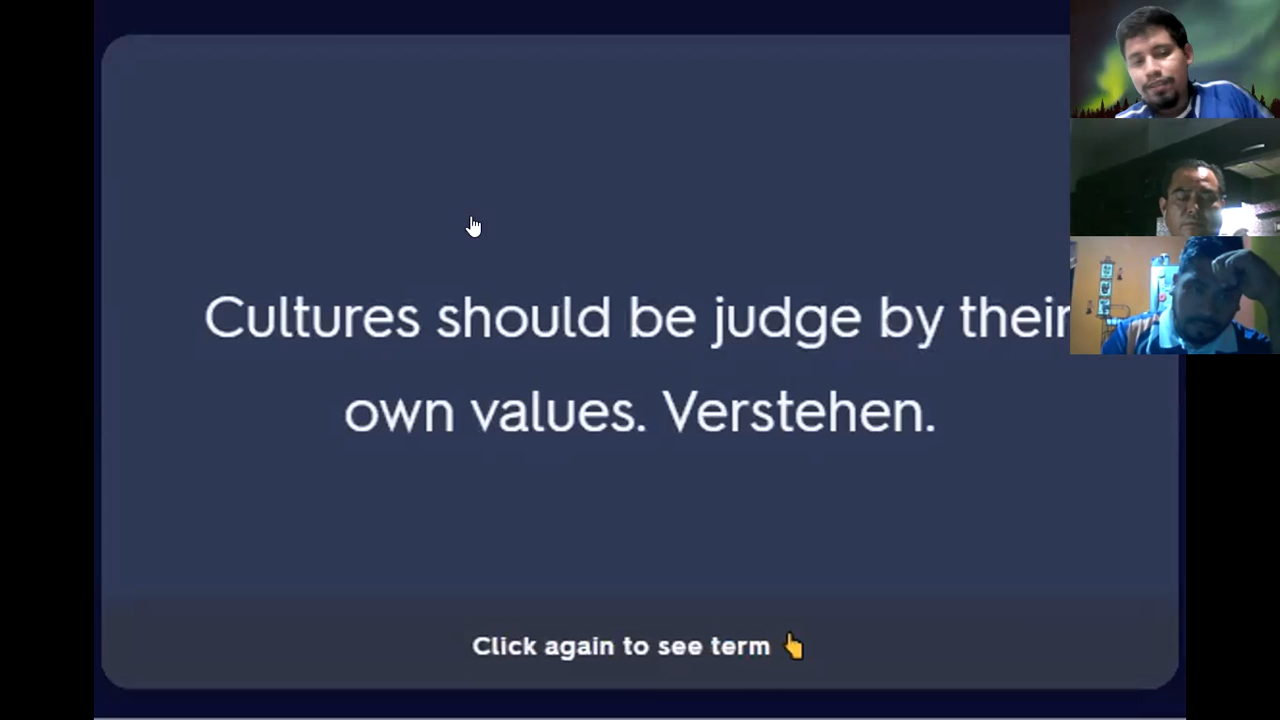 Cultures should be judge by their
own values. Verstehen.
Click again to see term